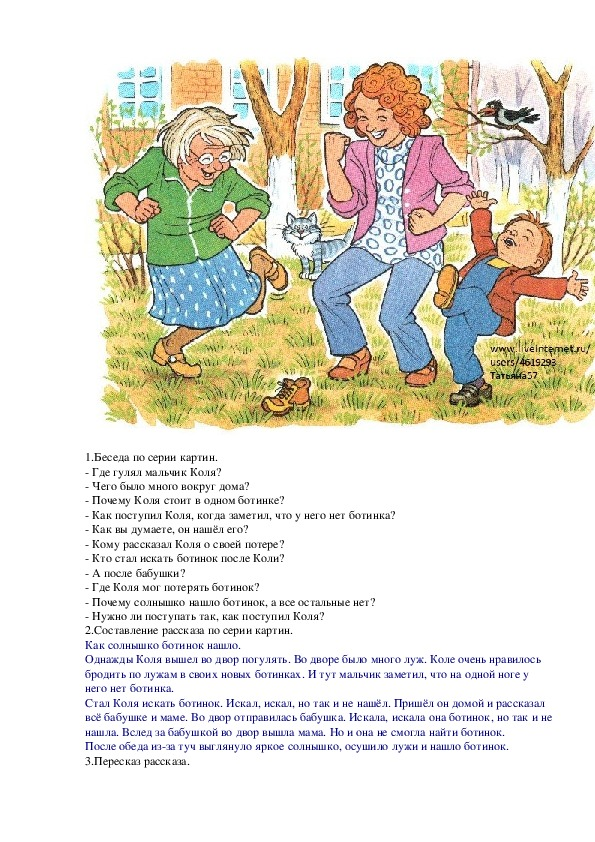 www.liveinternet.ru/
users/4619293
Татьяна57
1.Беседа по серии картин.
- Где гулял мальчик Коля?
- Чего было много вокруг дома?
- Почему Коля стоит в одном ботинке?
- Как поступил Коля, когда заметил, что у него нет ботинка?
- Как вы думаете, он нашёл его?
- Кому рассказал Коля о своей потере?
- Кто стал искать ботинок после Коли?
- А после бабушки?
- Где Коля мог потерять ботинок?
- Почему солнышко нашло ботинок, а все остальные нет?
- Нужно ли поступать так, как поступил Коля?
2.Составление рассказа по серии картин.
Как солнышко ботинок нашло.
Однажды Коля вышел во двор погулять. Во дворе было много луж. Коле очень нравилось
бродить по лужам в своих новых ботинках. И тут мальчик заметил, что на одной ноге у
него нет ботинка.
Стал Коля искать ботинок. Искал, искал, но так и не нашёл. Пришёл он домой и рассказал
всё бабушке и маме. Во двор отправилась бабушка. Искала, искала она ботинок, но так и не
нашла. Вслед за бабушкой во двор вышла мама. Но и она не смогла найти ботинок.
После обеда из-за туч выглянуло яркое солнышко, осушило лужи и нашло ботинок.
3.Пересказ рассказа.